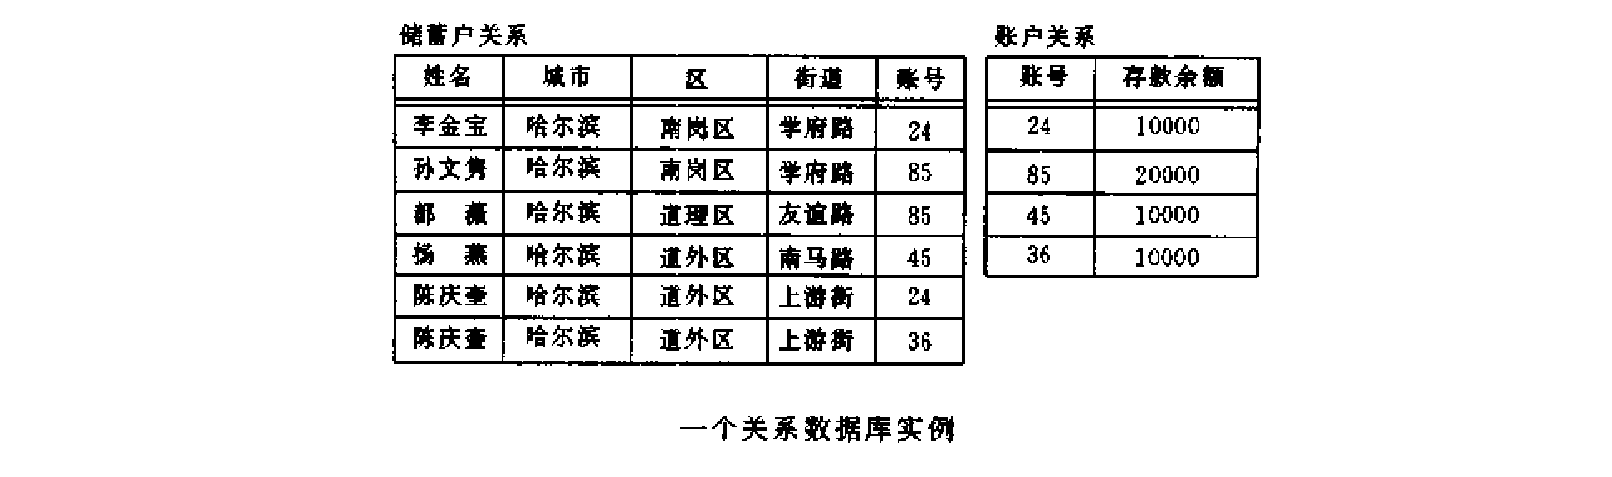 储蓄户关系
姓名 城市 区 街道 账号
李金宝 哈尔滨 南岗区 学府路 24
孙文隽 哈尔滨 南岗区 学府路 85
郝薇 哈尔滨 道理区 友谊路 85
杨燕 哈尔滨 道外区 南马路 45
陈庆奎 哈尔滨 道外区 上游街 24
陈庆奎 哈尔滨 道外区 上游街 36
账户关系
账号 存款余额
24 10000
85 20000
45 10000
36 10000
一个关系数据库实例